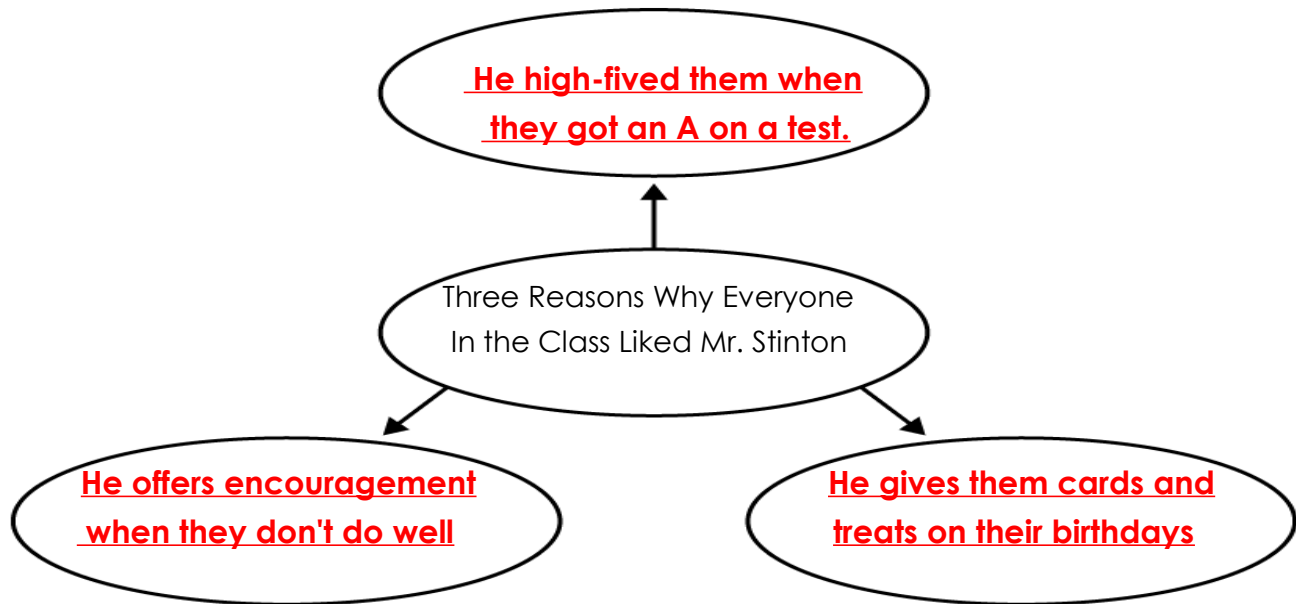 He high-fived them when
they got an A on a test.
Three Reasons Why Everyone
In the Class Liked Mr. Stinton
He offers encouragement
when they don't do well
He gives them cards and
treats on their birthdays